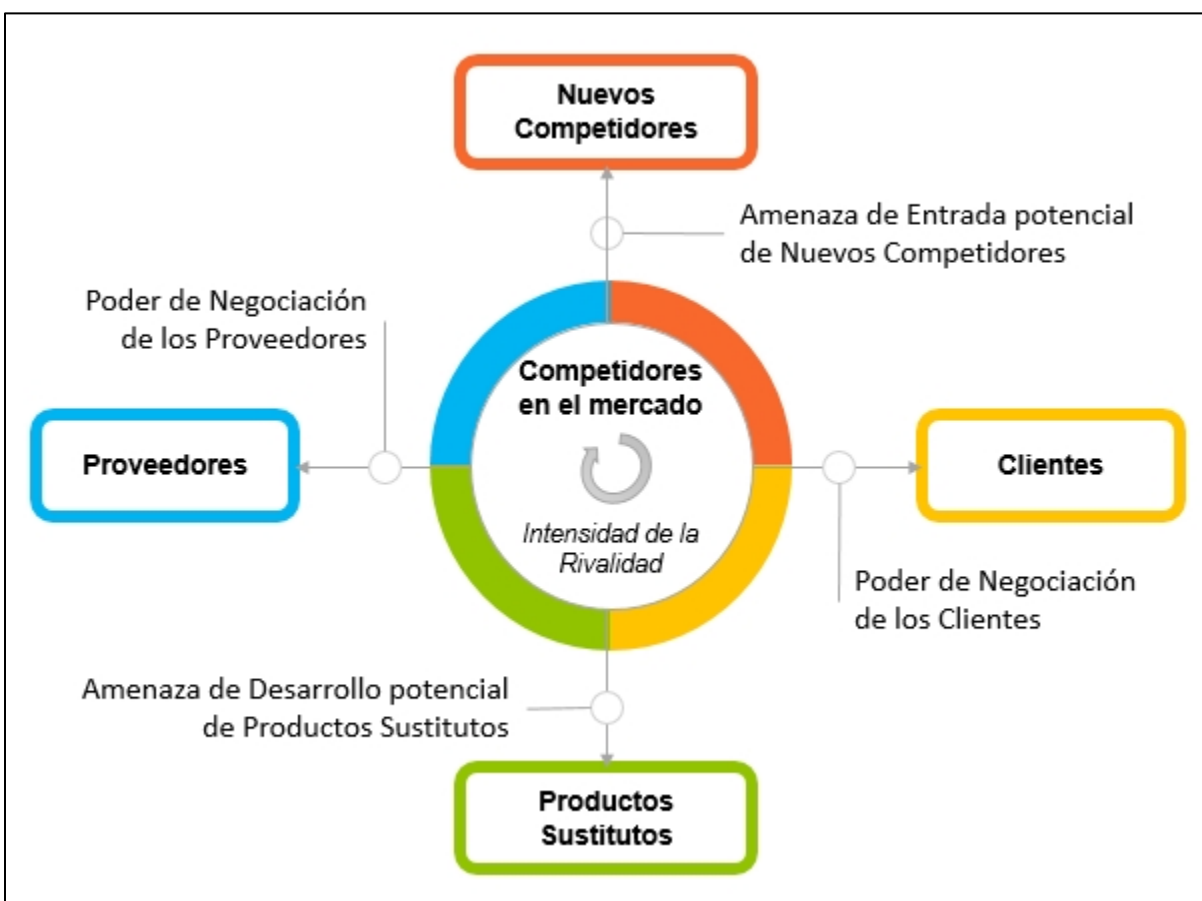 Nuevos
Competidores
Amenaza de Entrada potencial
de Nuevos Competidores
Poder de Negociación
de los Proveedores
Competidores
en el mercado
Proveedores
Clientes
Intensidad de la
Rivalidad
Poder de Negociación
de los Clientes
Amenaza de Desarrollo potencial
de Productos Sustitutos
Productos
Sustitutos